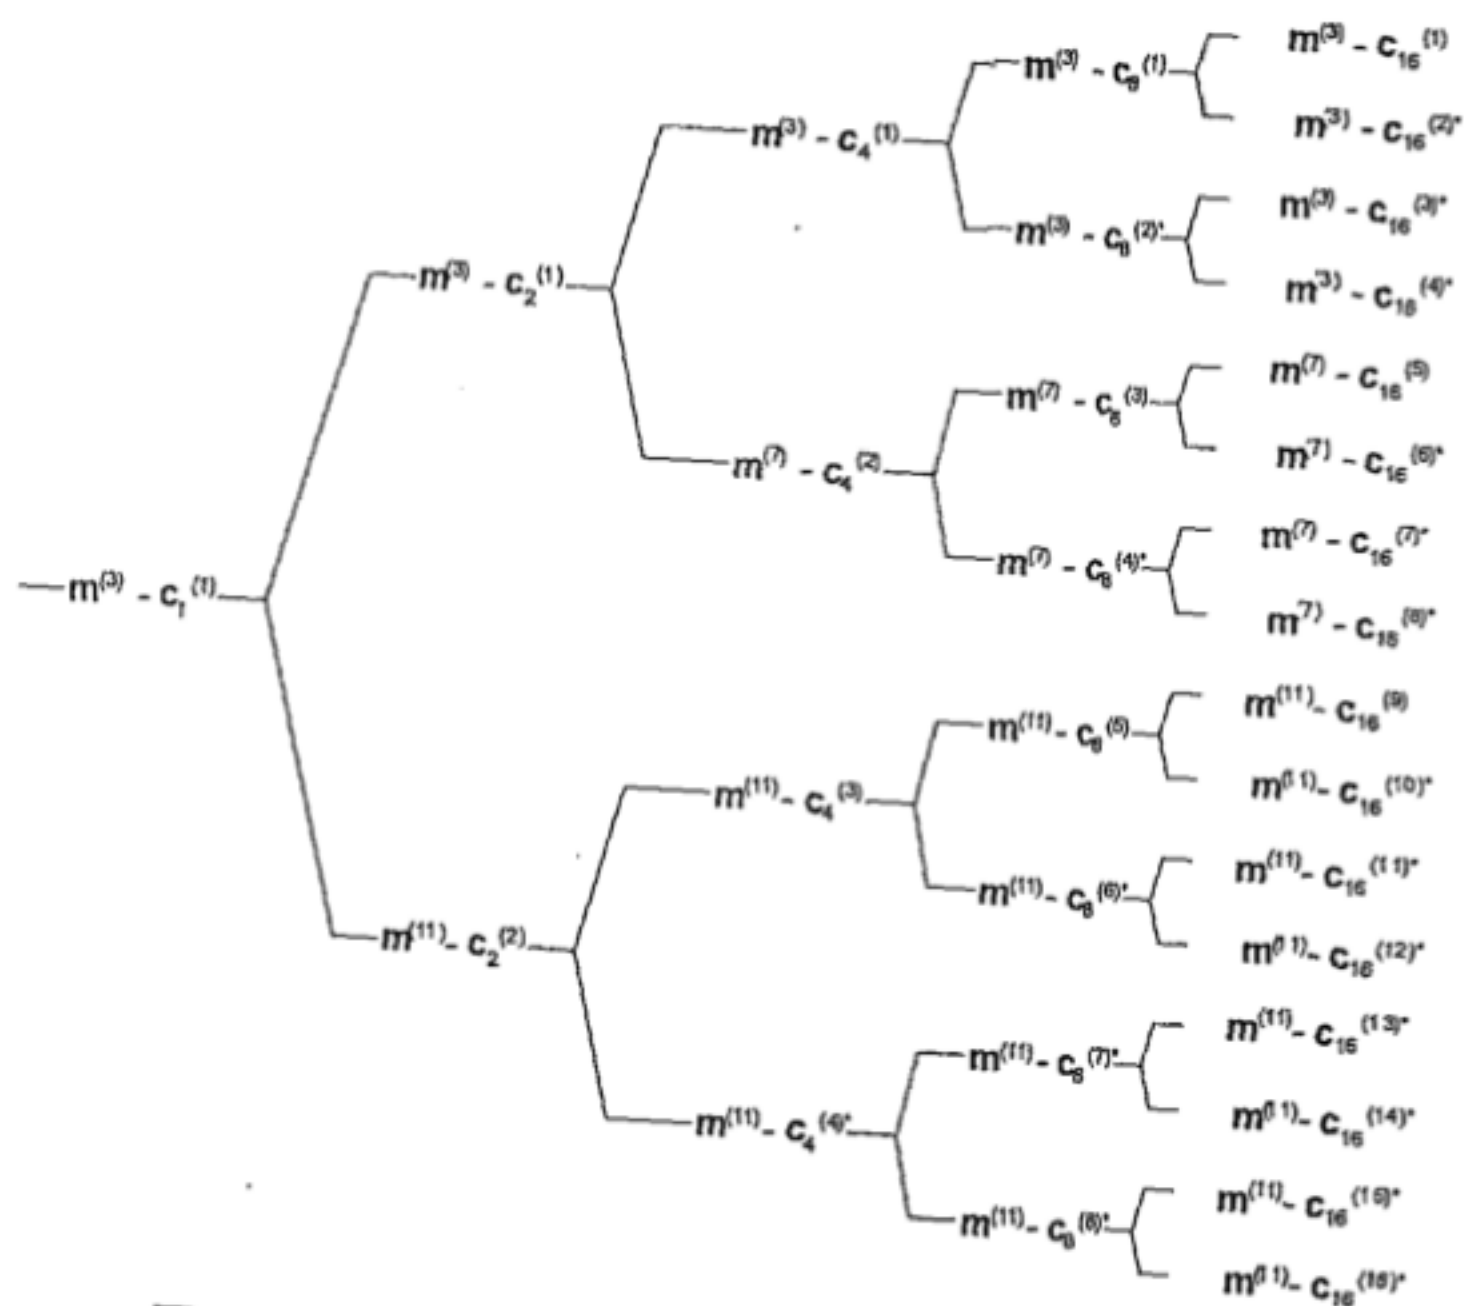 m(3) - c16(1)
m(3) - c8(1)
m(3) - c16(2)*
m(3) - c4(1)
m(3) - c16(3)*
m(3) - c8(2)*
m(3) - c2(1)
m(3) - c16(4)*
m(7) - c16(5)
m(7) - c8(3)
m(7) - c16(6)*
m(7) - c4(2)
m(7) - c16(7)*
m(7) - c8(4)*
m(3) - c1(1)
m(7) - c16(8)*
m(11) - c16(9)
m(11) - c8(5)
m(11) - c16(10)*
m(11) - c4(3)
m(11) - c16(11)*
m(11) - c8(6)*
m(11) - c2(2)
m(11) - c16(12)*
m(11) - c16(13)*
m(11) - c8(7)*
m(11) - c16(14)*
m(11) - c4(4)*
m(11) - c16(15)*
m(11) - c8(8)*
m(11) - c16(16)*